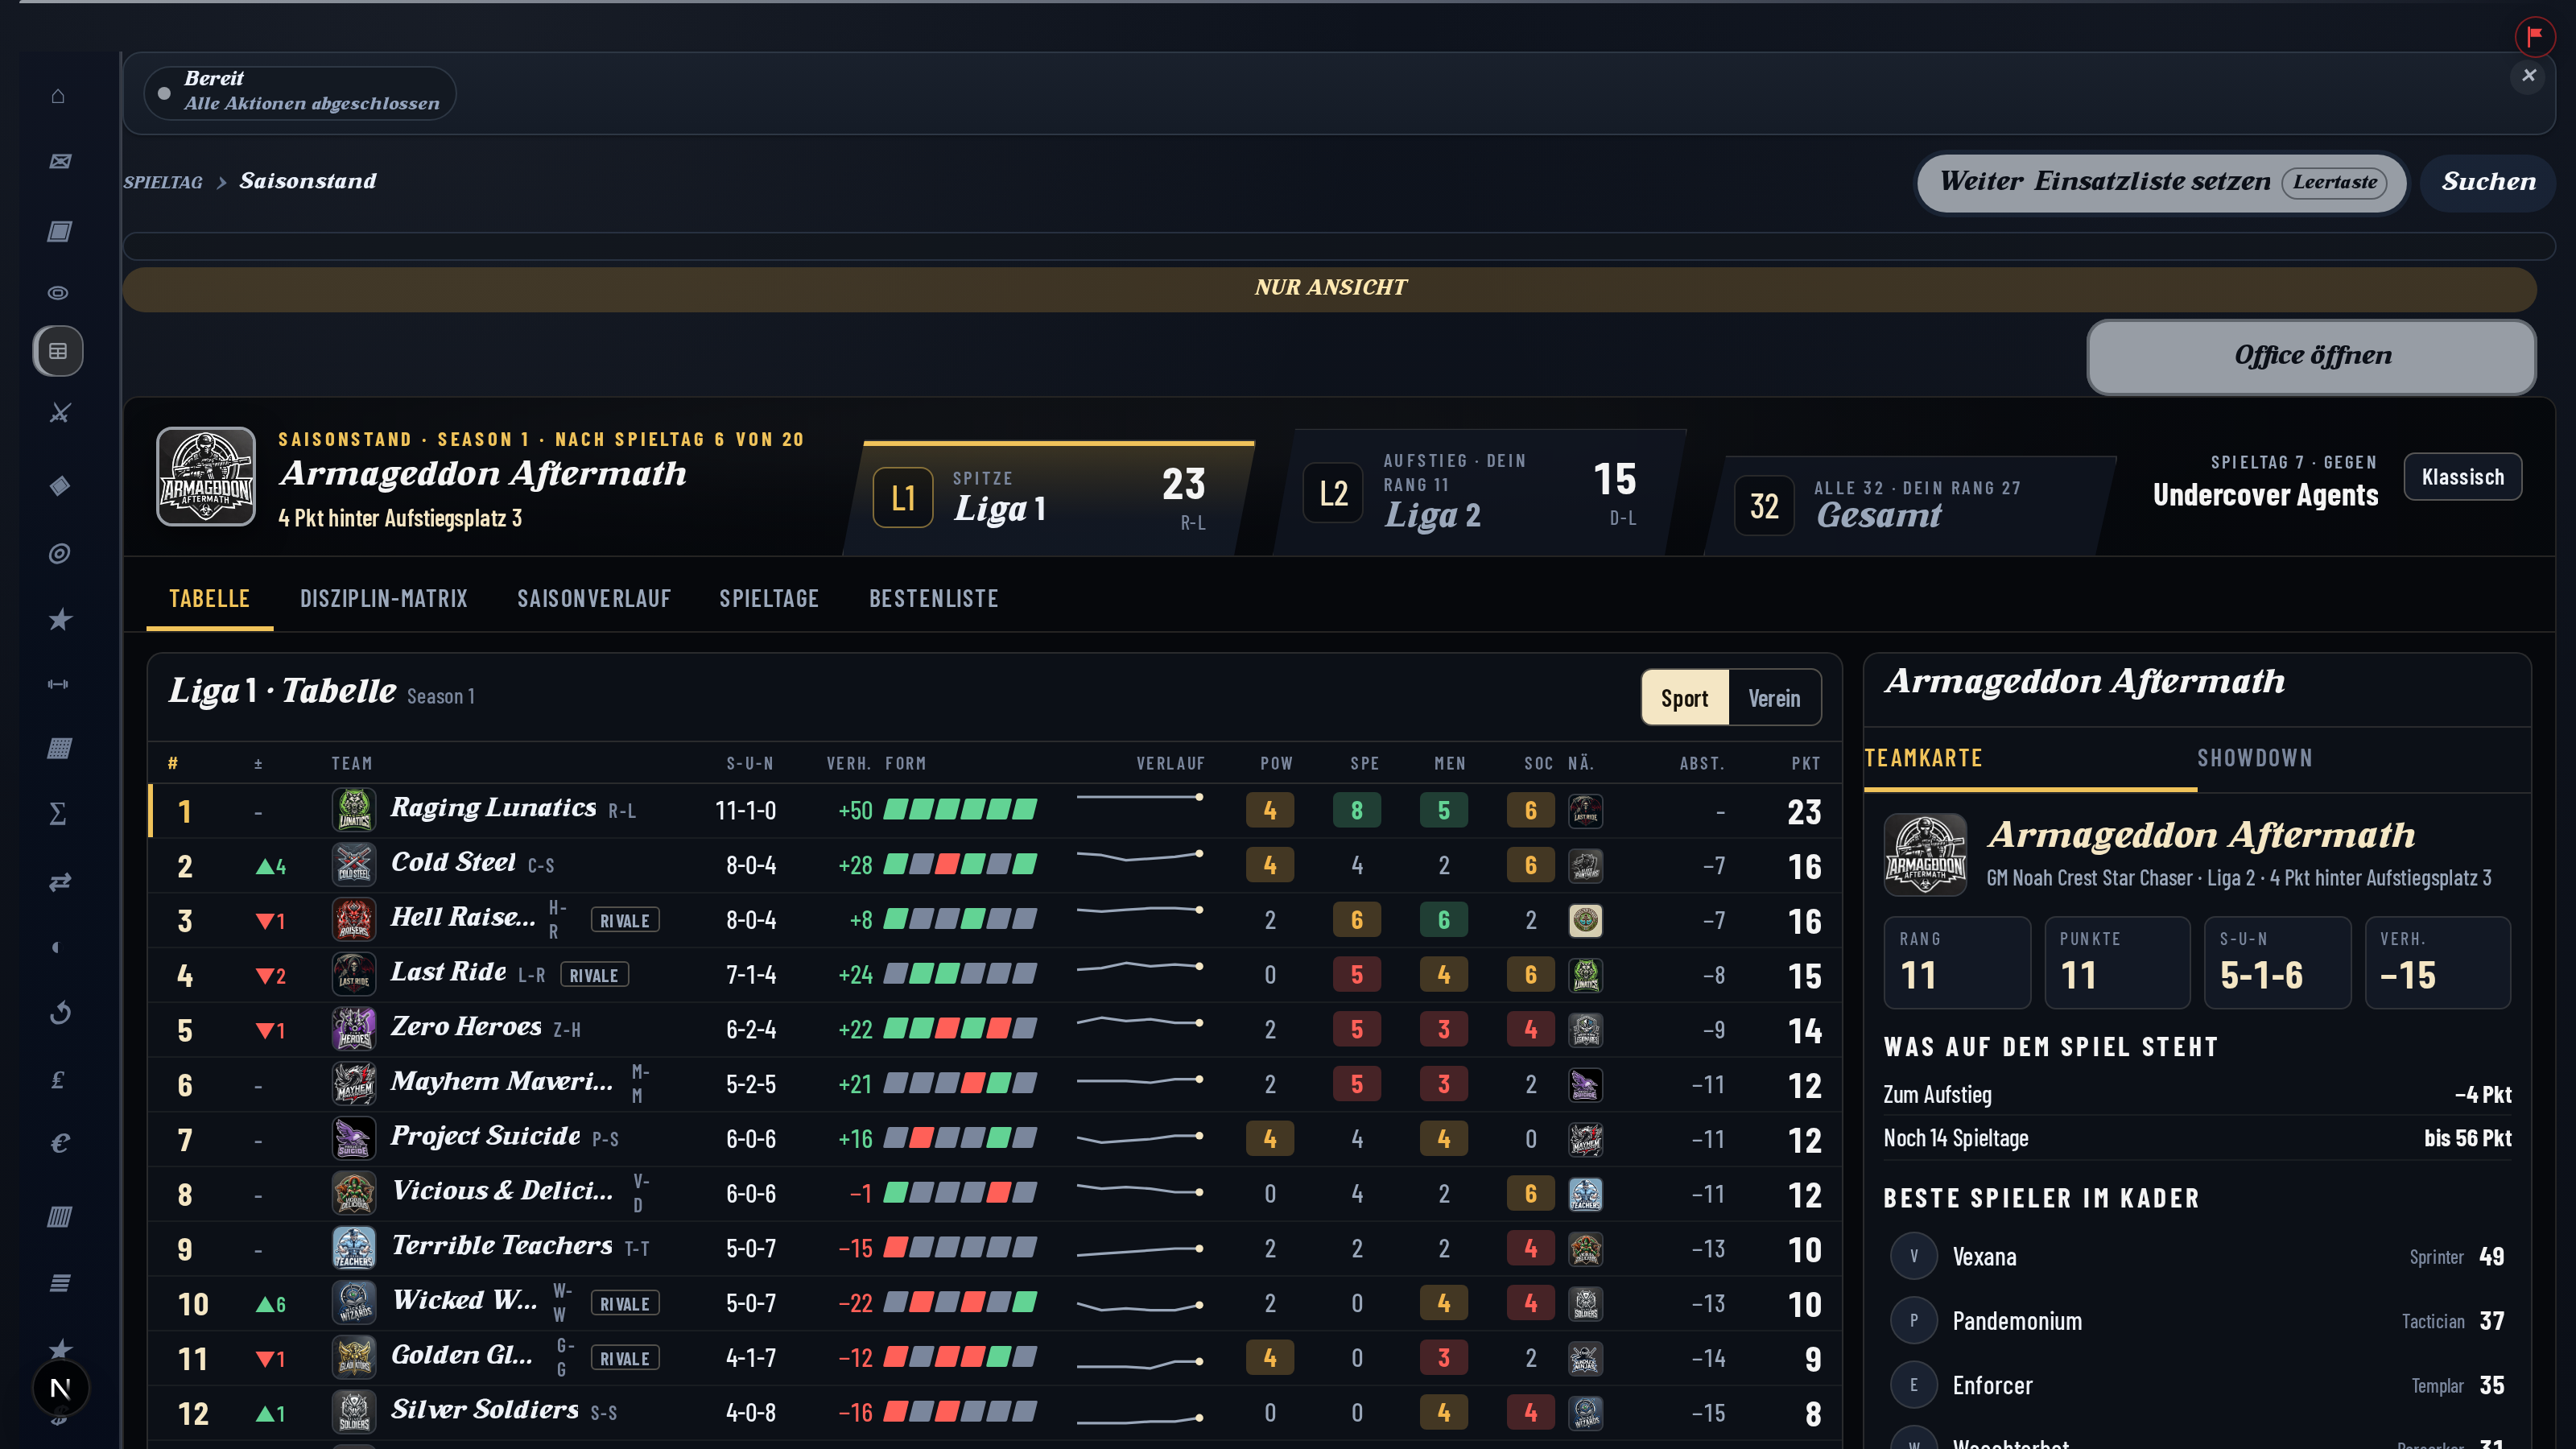 Bereit
Alle Aktionen abgeschlossen
SPIELTAG › Saisonstand
Weiter Einsatzliste setzen Leertaste
Suchen
NUR ANSICHT
Office öffnen
SAISONSTAND · SEASON 1 · NACH SPIELTAG 6 VON 20
Armageddon Aftermath
4 Pkt hinter Aufstiegsplatz 3
L1 SPITZE
Liga 1
23
R-L
L2 AUFSTIEG · DEIN
RANG 11
Liga 2
15
D-L
32 ALLE 32 · DEIN RANG 27
Gesamt
SPIELTAG 7 · GEGEN
Undercover Agents
Klassisch
TABELLE DISZIPLIN-MATRIX SAISONVERLAUF SPIELTAGE BESTENLISTE
Liga 1 · Tabelle Season 1
Sport Verein
# ± TEAM S-U-N VERH. FORM VERLAUF POW SPE MEN SOC NÄ. ABST. PKT
1 - Raging Lunatics R-L 11-1-0 +50 4 8 5 6 - 23
2 ▲4 Cold Steel C-S 8-0-4 +28 4 4 2 6 −7 16
3 ▼1 Hell Raise... H-R RIVALE 8-0-4 +8 2 6 6 2 −7 16
4 ▼2 Last Ride L-R RIVALE 7-1-4 +24 0 5 4 6 −8 15
5 ▼1 Zero Heroes Z-H 6-2-4 +22 2 5 3 4 −9 14
6 - Mayhem Maveri... M-M 5-2-5 +21 2 5 3 2 −11 12
7 - Project Suicide P-S 6-0-6 +16 4 4 4 0 −11 12
8 - Vicious & Delici... V-D 6-0-6 −1 0 4 2 6 −11 12
9 - Terrible Teachers T-T 5-0-7 −15 2 2 2 4 −13 10
10 ▲6 Wicked W... W-W RIVALE 5-0-7 −22 2 0 4 4 −13 10
11 ▼1 Golden Gl... G-G RIVALE 4-1-7 −12 4 0 3 2 −14 9
12 ▲1 Silver Soldiers S-S 4-0-8 −16 0 0 4 4 −15 8
Armageddon Aftermath
TEAMKARTE SHOWDOWN
Armageddon Aftermath
GM Noah Crest Star Chaser · Liga 2 · 4 Pkt hinter Aufstiegsplatz 3
RANG PUNKTE S-U-N VERH.
11 11 5-1-6 −15
WAS AUF DEM SPIEL STEHT
Zum Aufstieg −4 Pkt
Noch 14 Spieltage bis 56 Pkt
BESTE SPIELER IM KADER
V Vexana Sprinter 49
P Pandemonium Tactician 37
E Enforcer Templar 35